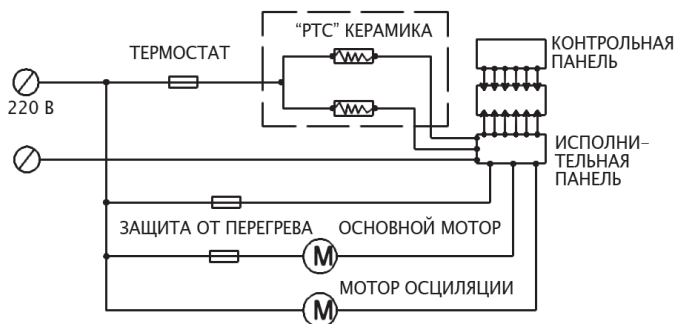 “PTC” КЕРАМИКА
ТЕРМОСТАТ
КОНТРОЛЬНАЯ
ПАНЕЛЬ
220 В
ИСПОЛНИ–
ТЕЛЬНАЯ
ПАНЕЛЬ
ЗАЩИТА ОТ ПЕРЕГРЕВА
ОСНОВНОЙ МОТОР
M
МОТОР ОСЦИЛЯЦИИ
M